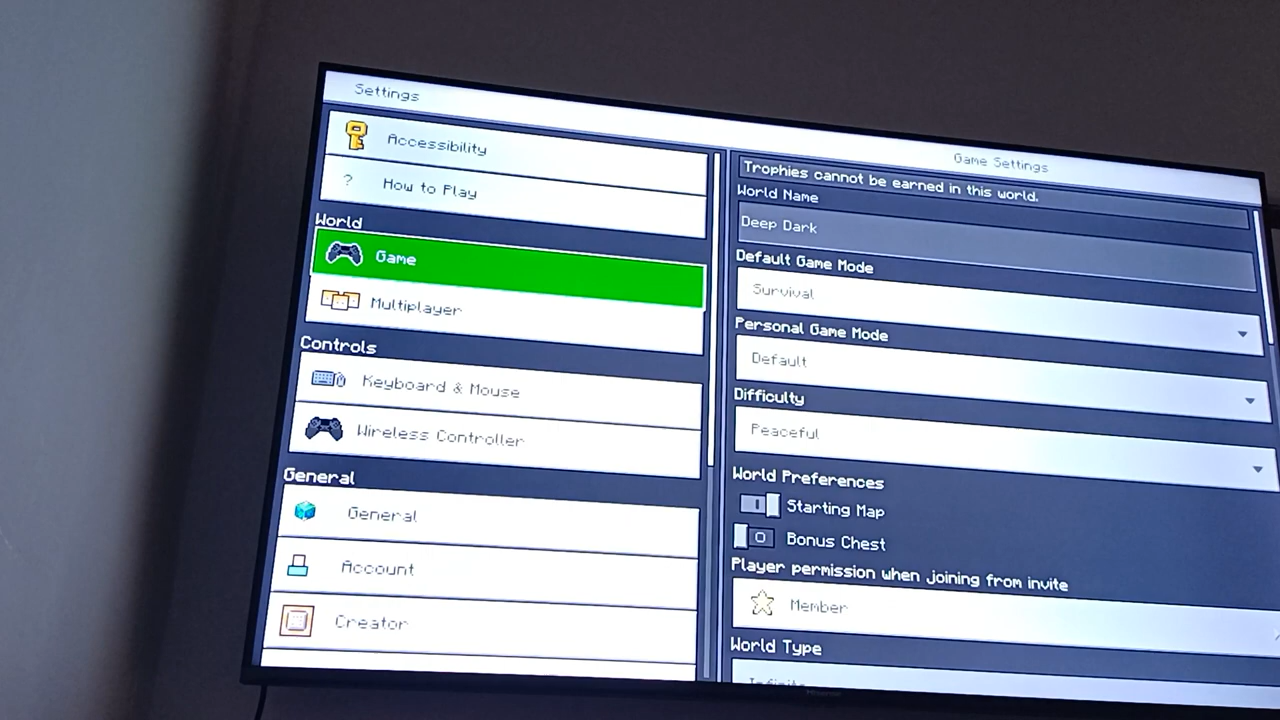 Settings
Accessibility
? How to Play
World
Game
Multiplayer
Controls
Keyboard & Mouse
Wireless Controller
General
General
Account
Creator
Game Settings
Trophies cannot be earned in this world.
World Name
Deep Dark
Default Game Mode
Survival
Personal Game Mode
Default
Difficulty
Peaceful
World Preferences
Starting Map
Bonus Chest
Player permission when joining from invite
Member
World Type
Infinite
Hisense